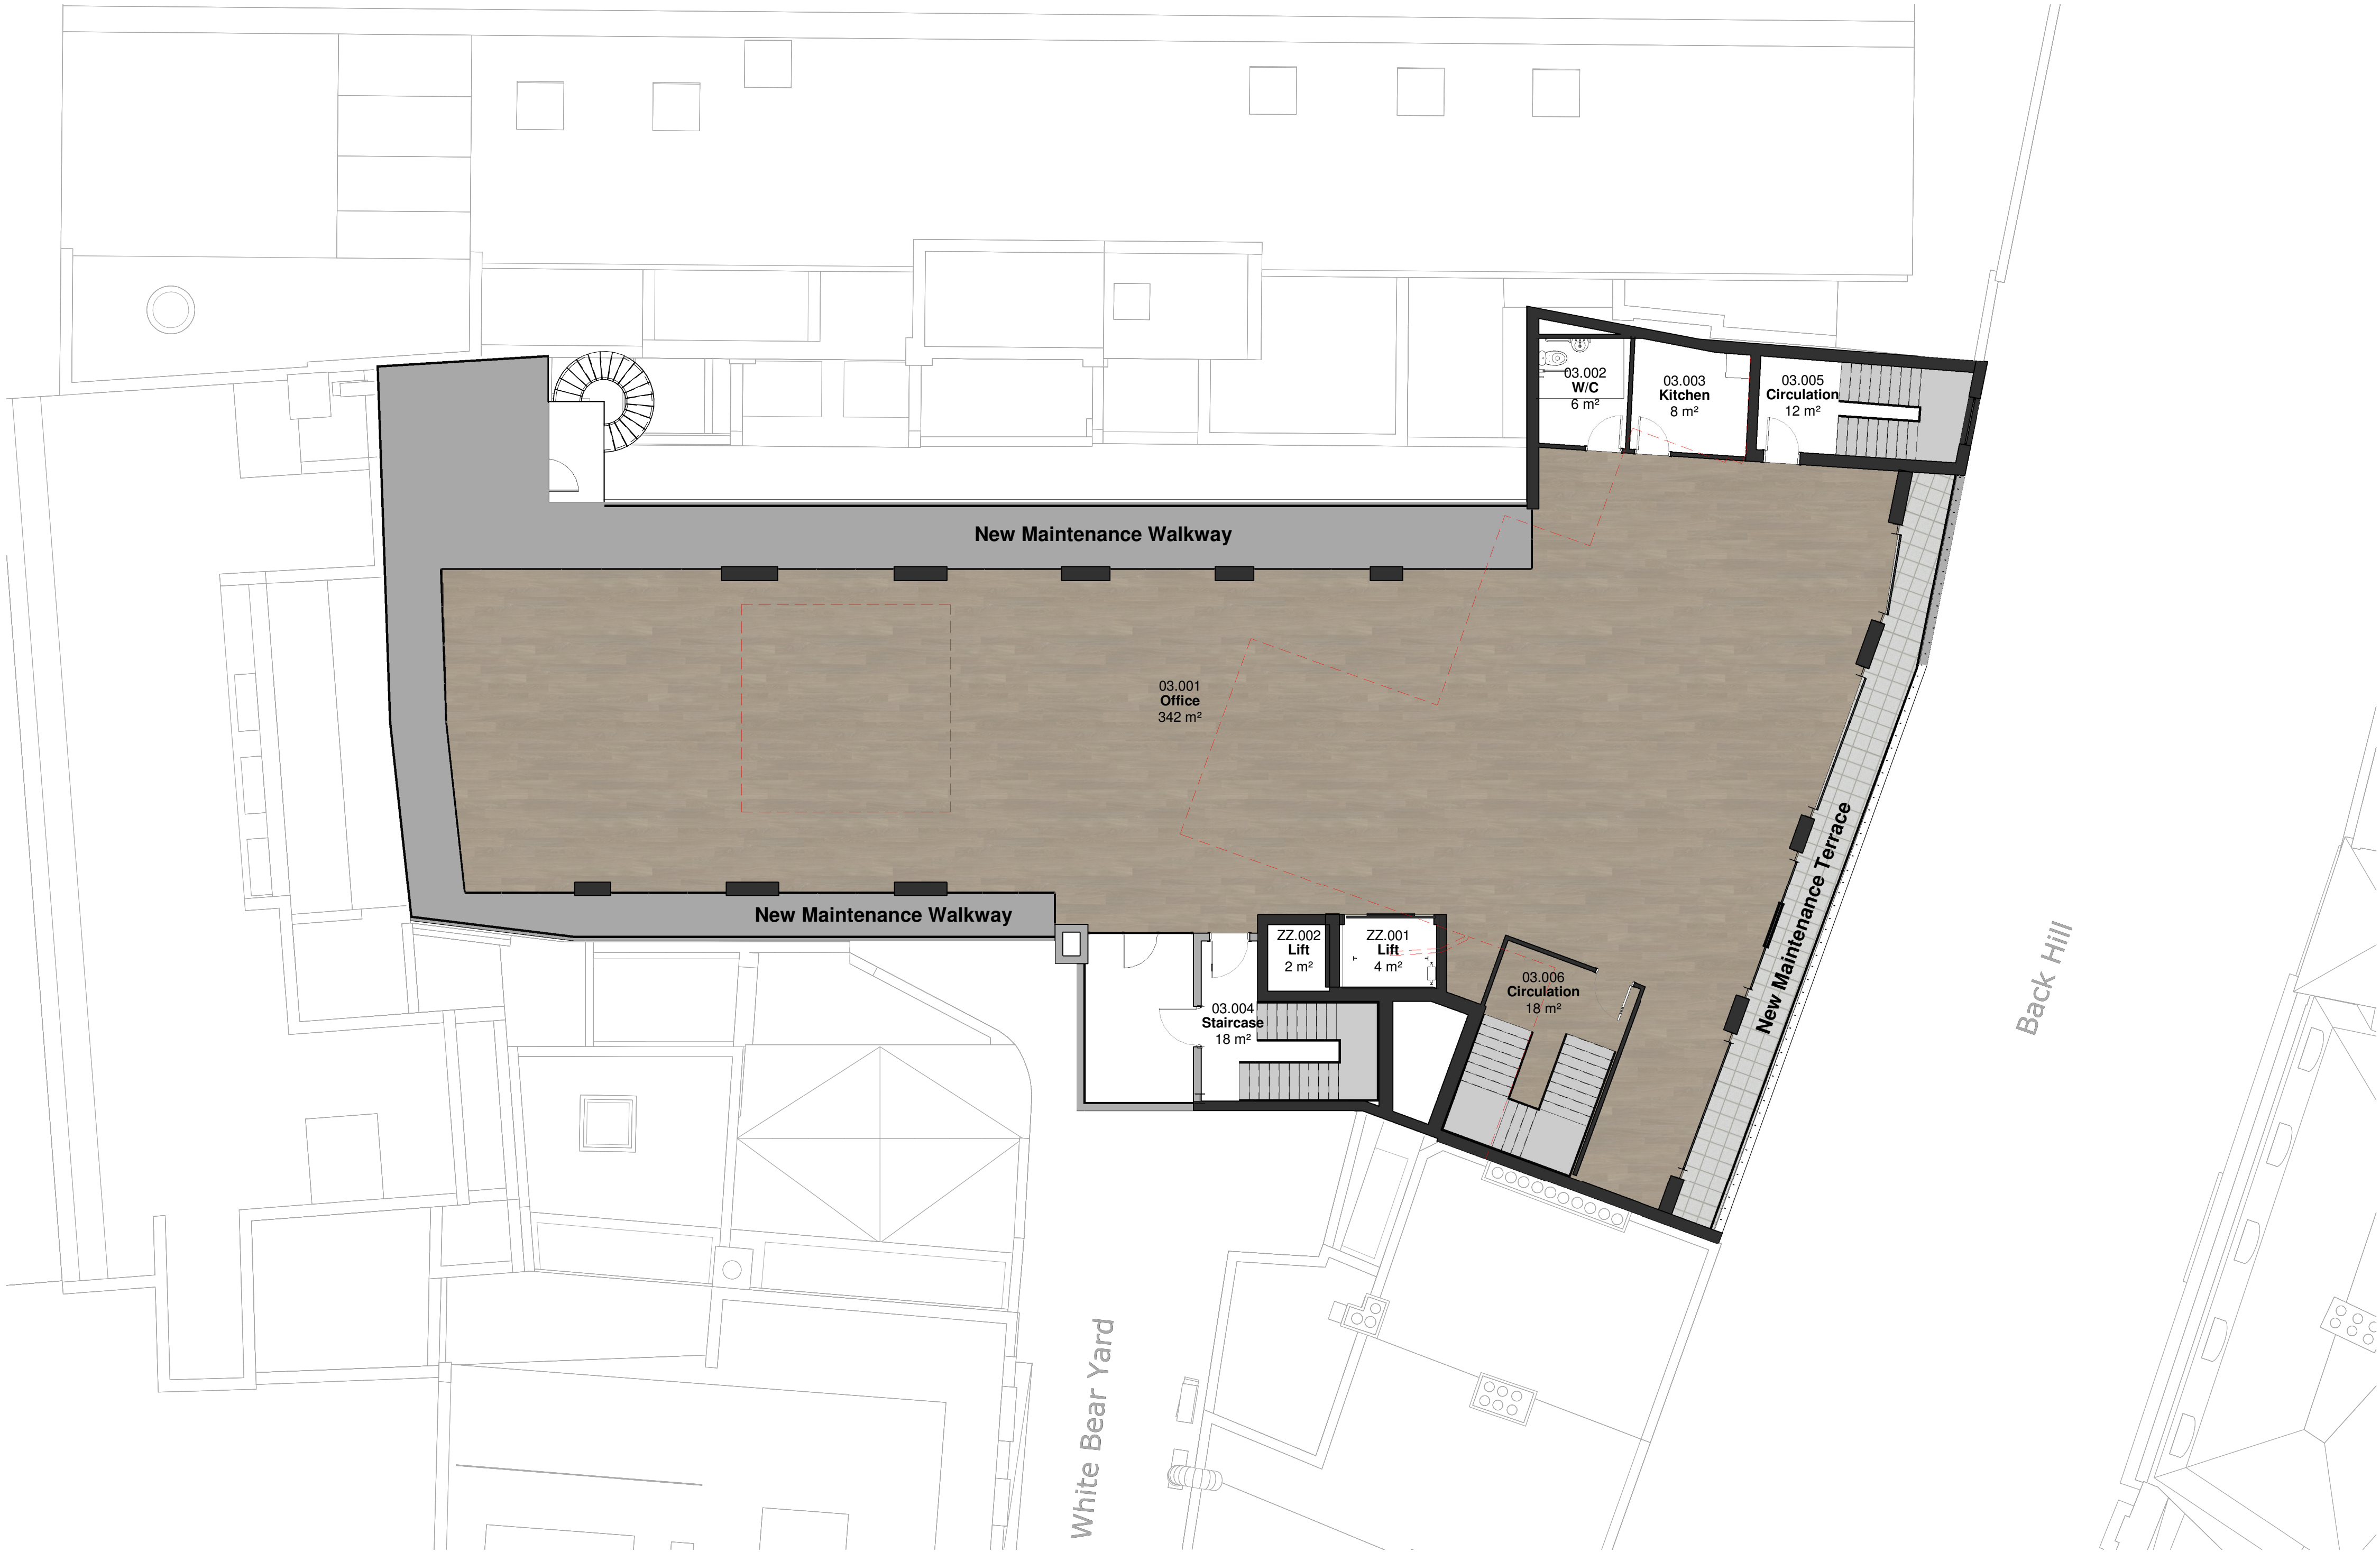 03.002
W/C
6 m²
03.003
Kitchen
8 m²
03.005
Circulation
12 m²
New Maintenance Walkway
03.001
Office
342 m²
New Maintenance Terrace
New Maintenance Walkway
ZZ.002
Lift
2 m²
ZZ.001
Lift
4 m²
03.006
Circulation
18 m²
03.004
Staircase
18 m²
Back Hill
White Bear Yard